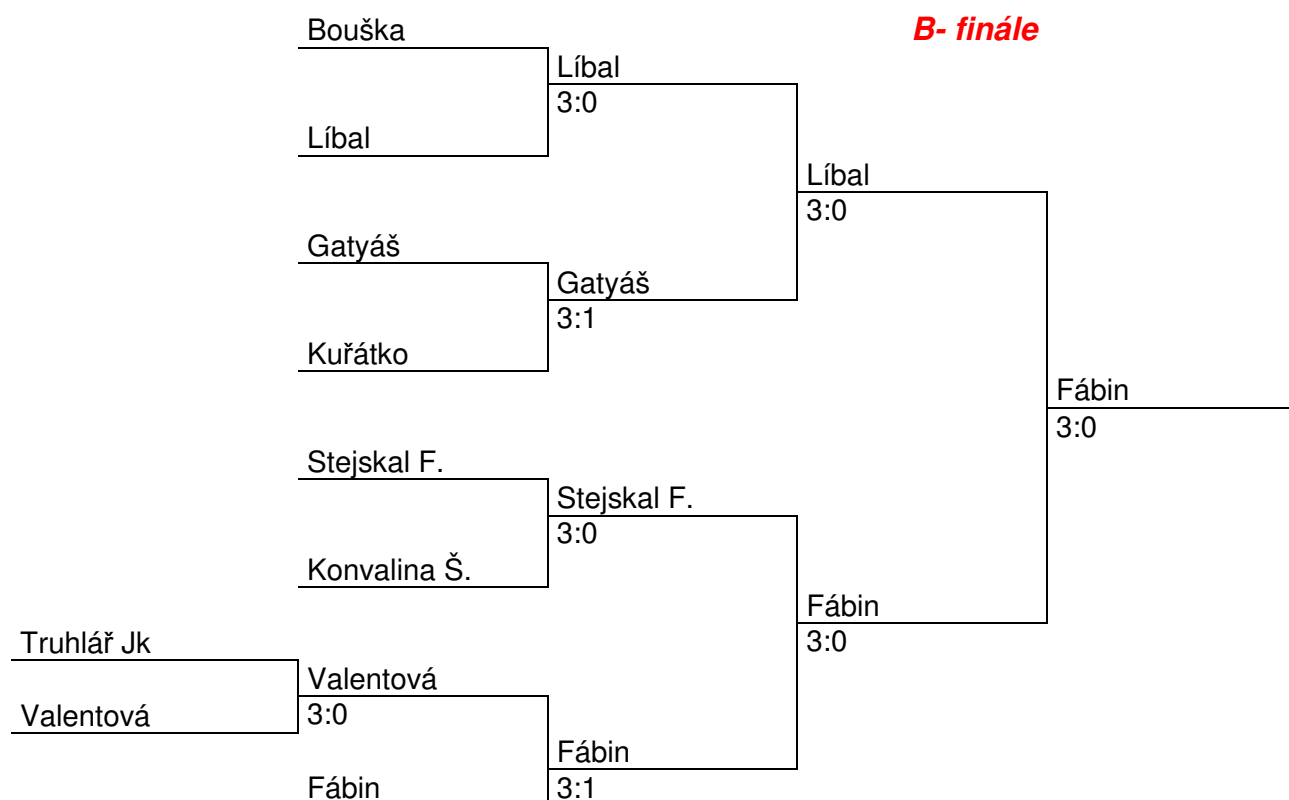 Bouška
B- finále
Líbal
3:0
Líbal
Líbal
3:0
Gatyáš
Gatyáš
3:1
Kuřátko
Fábin
3:0
Stejskal F.
Stejskal F.
3:0
Konvalina Š.
Fábin
3:0
Truhlář Jk
Valentová
3:0
Valentová
Fábin
3:1
Fábin